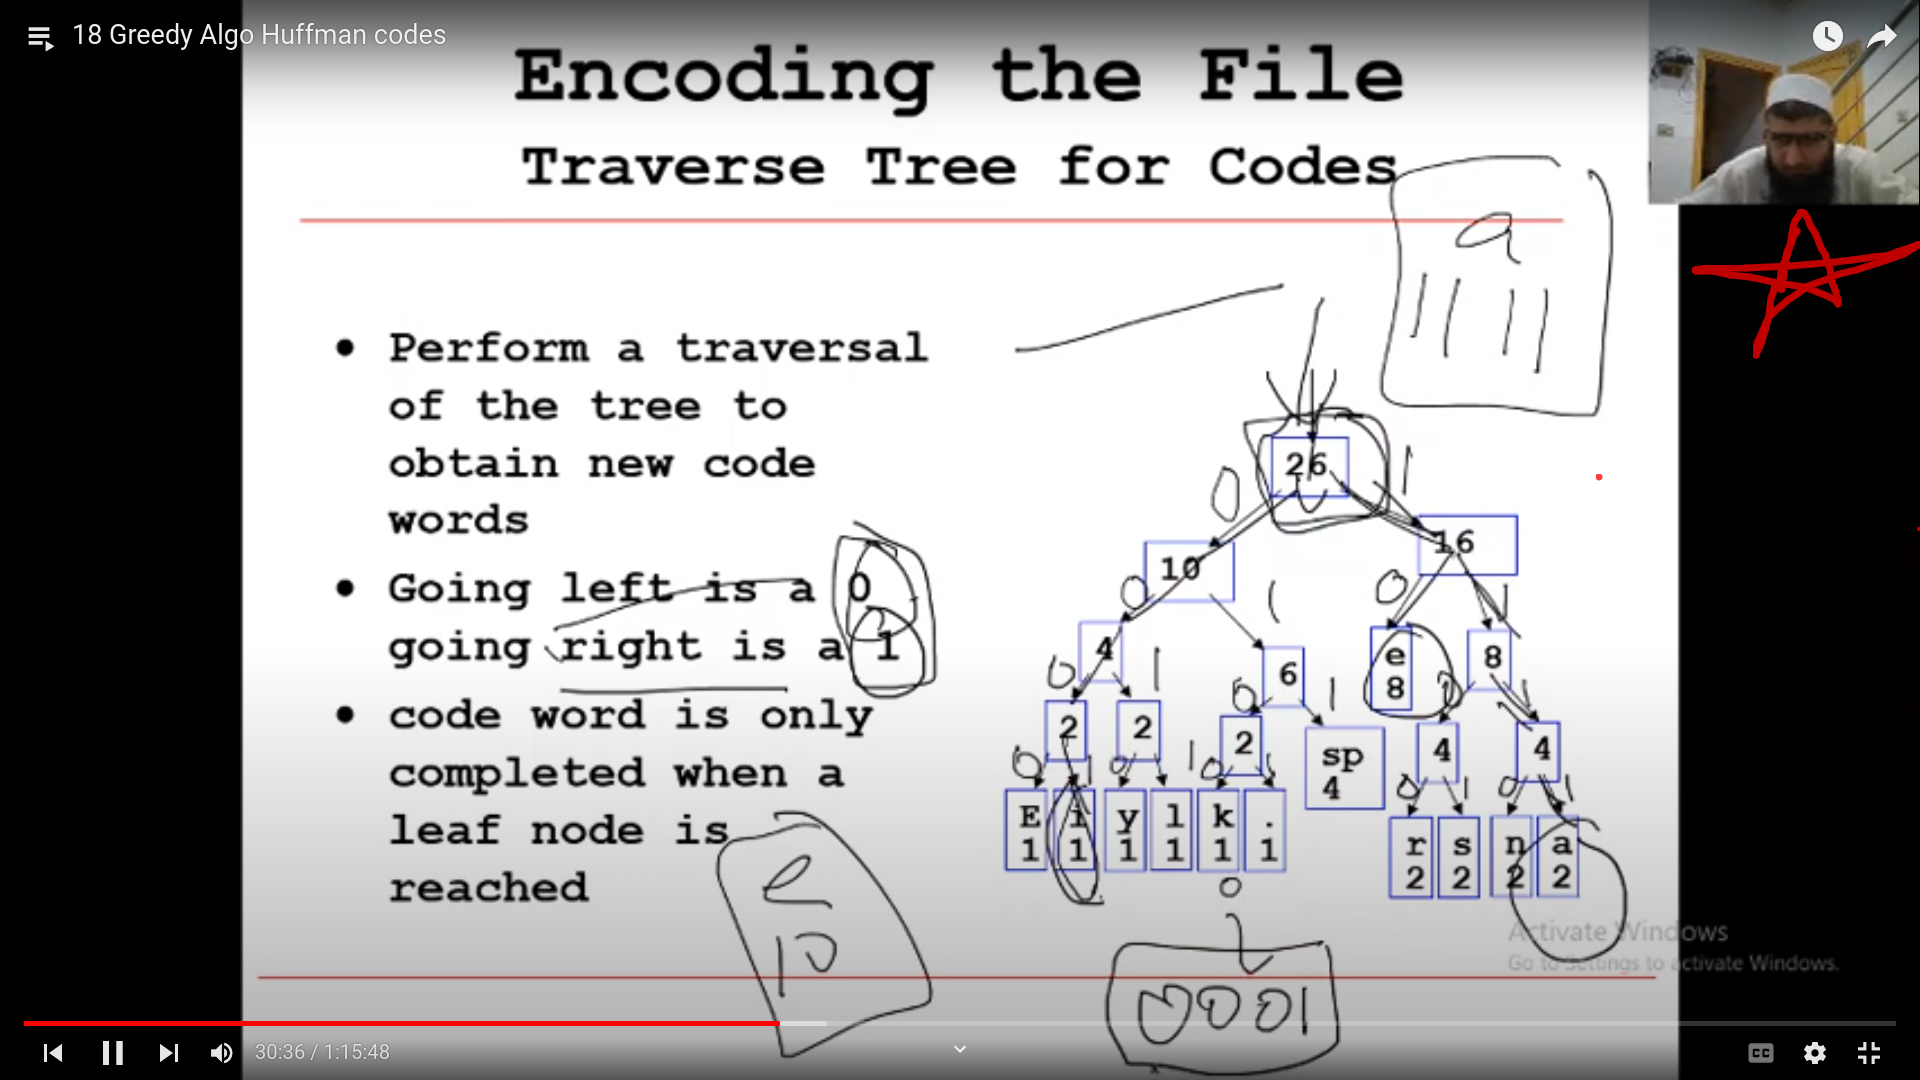 18 Greedy Algo Huffman codes
Encoding the File
Traverse Tree for Codes
a
1111
• Perform a traversal
of the tree to
obtain new code
words
• Going left is a 0
going right is a 1
• code word is only
completed when a
leaf node is
reached
26
0 1
10 16
0 1 0 1
4 6 e 8 8
0 1 0 1 0 1
2 2 2 sp 4 4 4
0 1 0 1 0 1 0 1 0 1
E i y l k . r s n a
1 1 1 1 1 1 2 2 2 2
0
e
10
0001
Activate Windows
Go to Settings to activate Windows.
30:36 / 1:15:48
CC